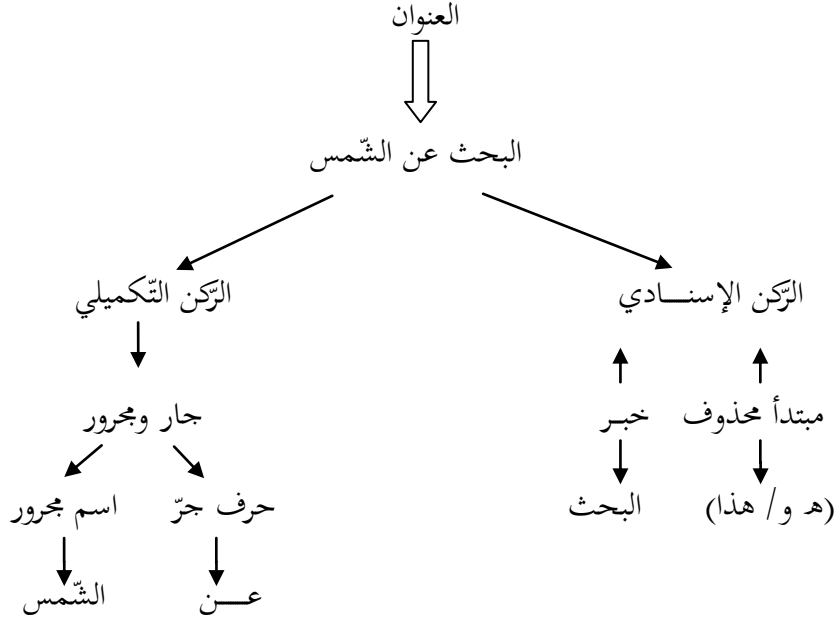 العنوان
البحث عن الشّمس
الرّكن الإسنـــادي
الرّكن التّكميلي
مبتدأ محذوف
خبـر
جار ومجرور
(هـ و/ هذا)
البحث
حرف جرّ
اسم مجرور
عـــن
الشّمس